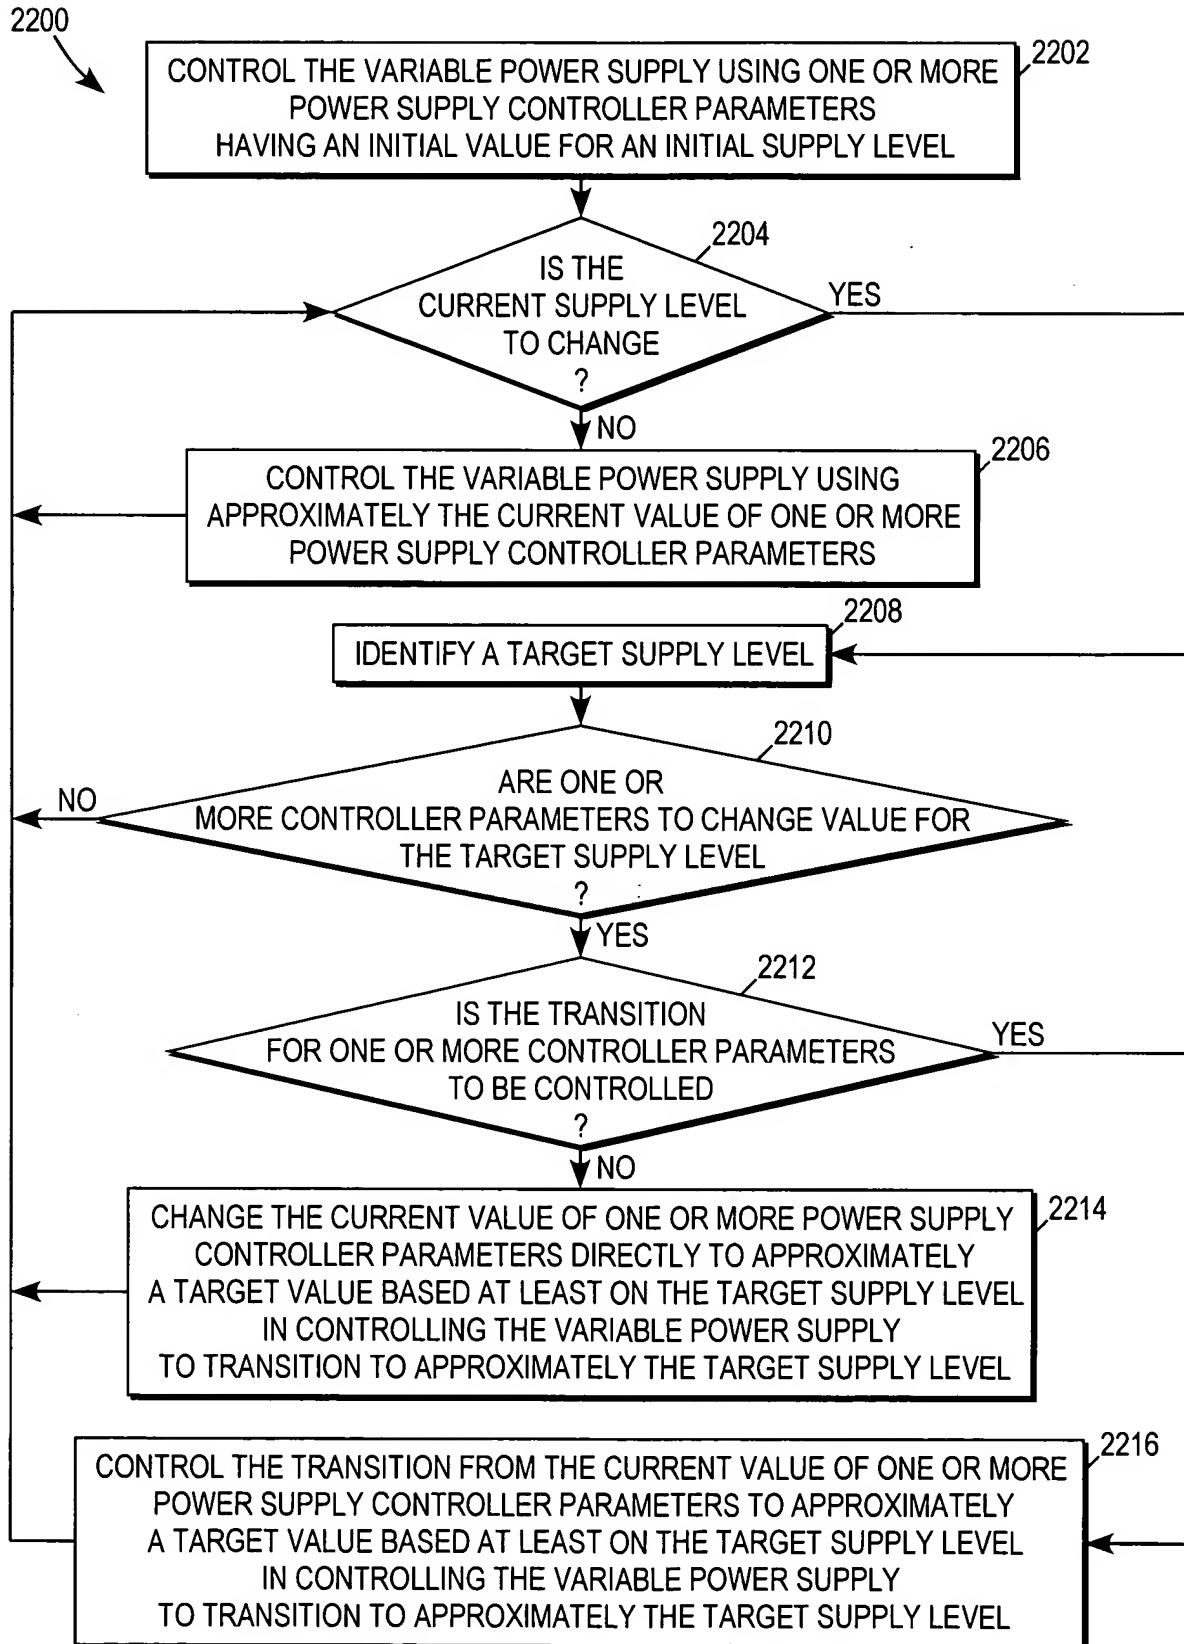 2200
CONTROL THE VARIABLE POWER SUPPLY USING ONE OR MORE
POWER SUPPLY CONTROLLER PARAMETERS
HAVING AN INITIAL VALUE FOR AN INITIAL SUPPLY LEVEL
2202
2204
IS THE
CURRENT SUPPLY LEVEL
TO CHANGE
?
YES
NO
2206
CONTROL THE VARIABLE POWER SUPPLY USING
APPROXIMATELY THE CURRENT VALUE OF ONE OR MORE
POWER SUPPLY CONTROLLER PARAMETERS
2208
IDENTIFY A TARGET SUPPLY LEVEL
2210
ARE ONE OR
MORE CONTROLLER PARAMETERS TO CHANGE VALUE FOR
THE TARGET SUPPLY LEVEL
?
NO
YES
2212
IS THE TRANSITION
FOR ONE OR MORE CONTROLLER PARAMETERS
TO BE CONTROLLED
?
YES
NO
2214
CHANGE THE CURRENT VALUE OF ONE OR MORE POWER SUPPLY
CONTROLLER PARAMETERS DIRECTLY TO APPROXIMATELY
A TARGET VALUE BASED AT LEAST ON THE TARGET SUPPLY LEVEL
IN CONTROLLING THE VARIABLE POWER SUPPLY
TO TRANSITION TO APPROXIMATELY THE TARGET SUPPLY LEVEL
2216
CONTROL THE TRANSITION FROM THE CURRENT VALUE OF ONE OR MORE
POWER SUPPLY CONTROLLER PARAMETERS TO APPROXIMATELY
A TARGET VALUE BASED AT LEAST ON THE TARGET SUPPLY LEVEL
IN CONTROLLING THE VARIABLE POWER SUPPLY
TO TRANSITION TO APPROXIMATELY THE TARGET SUPPLY LEVEL